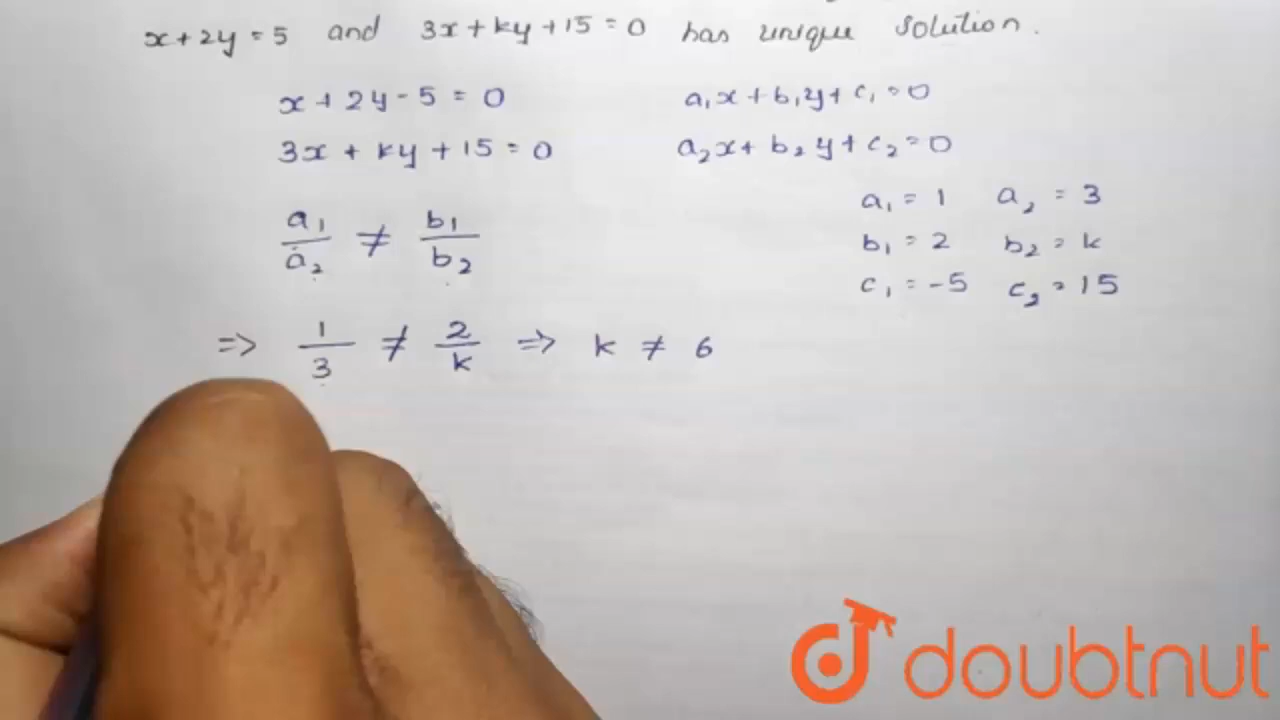 x + 2y = 5 and 3x + ky + 15 = 0 has unique solution.
x + 2y - 5 = 0
3x + ky + 15 = 0
a₁x + b₁y + c₁ = 0
a₂x + b₂y + c₂ = 0
a₁ = 1 a₂ = 3
b₁ = 2 b₂ = k
c₁ = -5 c₂ = 15
a₁/a₂ ≠ b₁/b₂
⇒ 1/3 ≠ 2/k ⇒ k ≠ 6
doubtnut